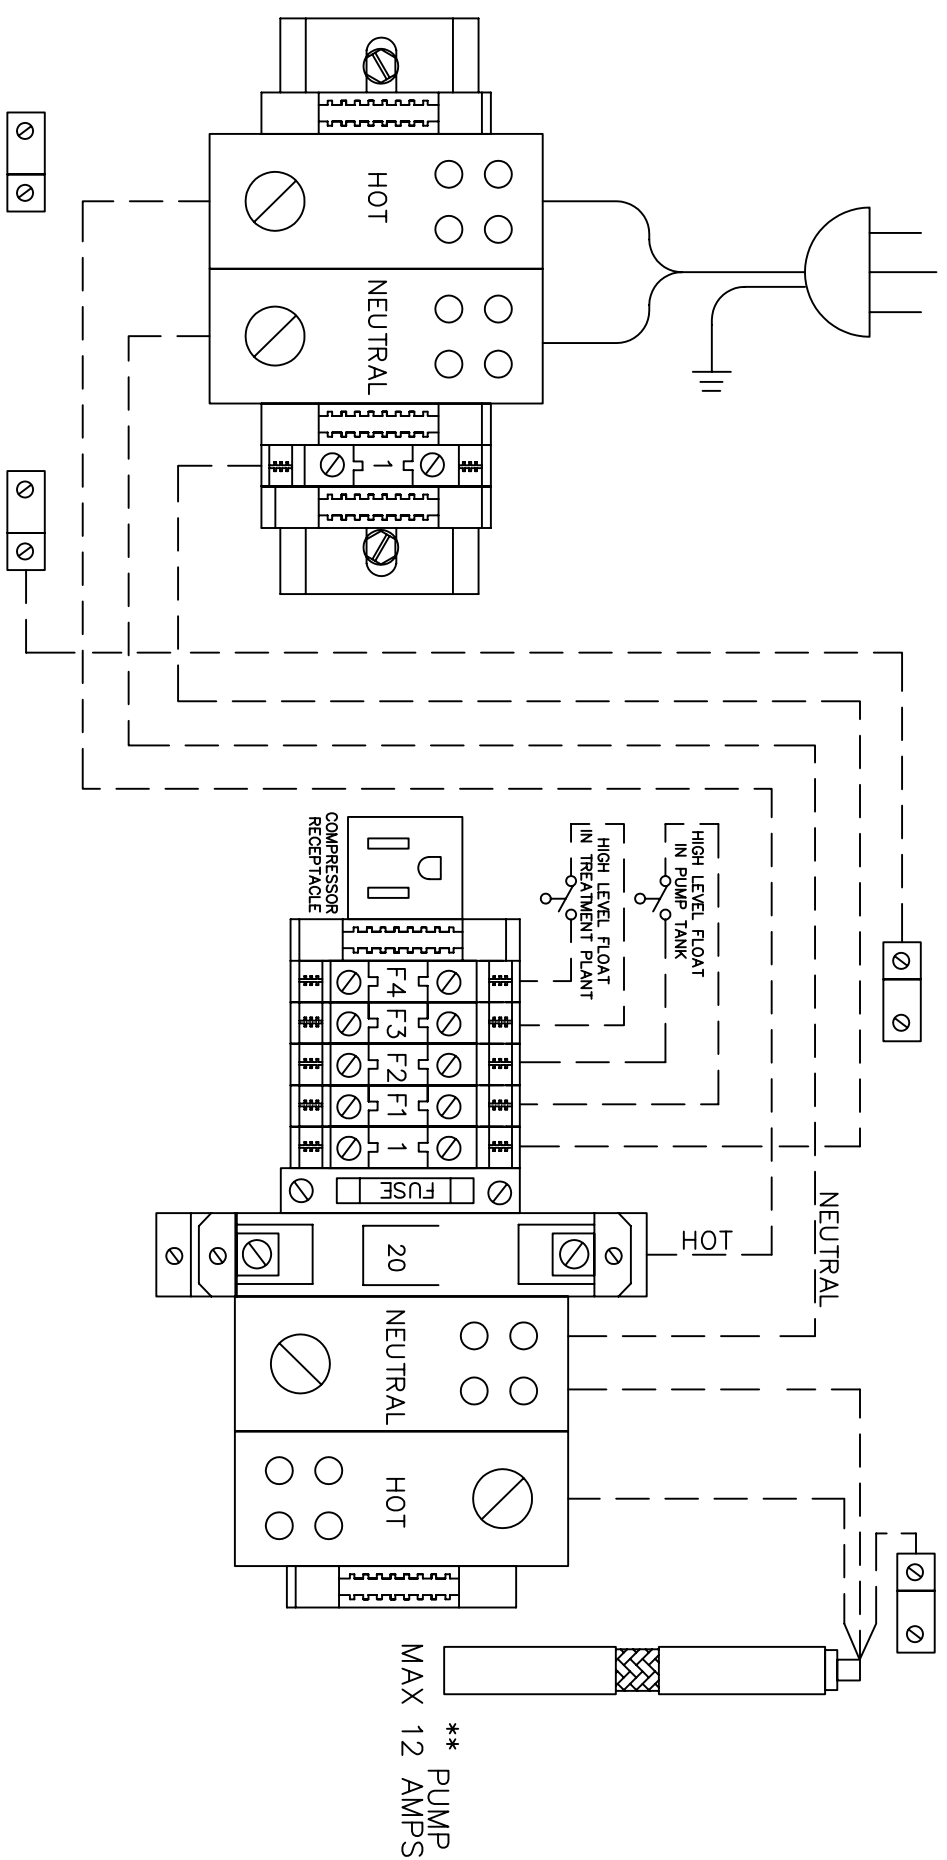 HOT
NEUTRAL
1
COMPRESSOR
RECEPTACLE
HIGH LEVEL FLOAT
IN TREATMENT PLANT
HIGH LEVEL FLOAT
IN PUMP TANK
F4
F3
F2
F1
1
FUSE
20
HOT
NEUTRAL
NEUTRAL
HOT
** PUMP
MAX 12 AMPS